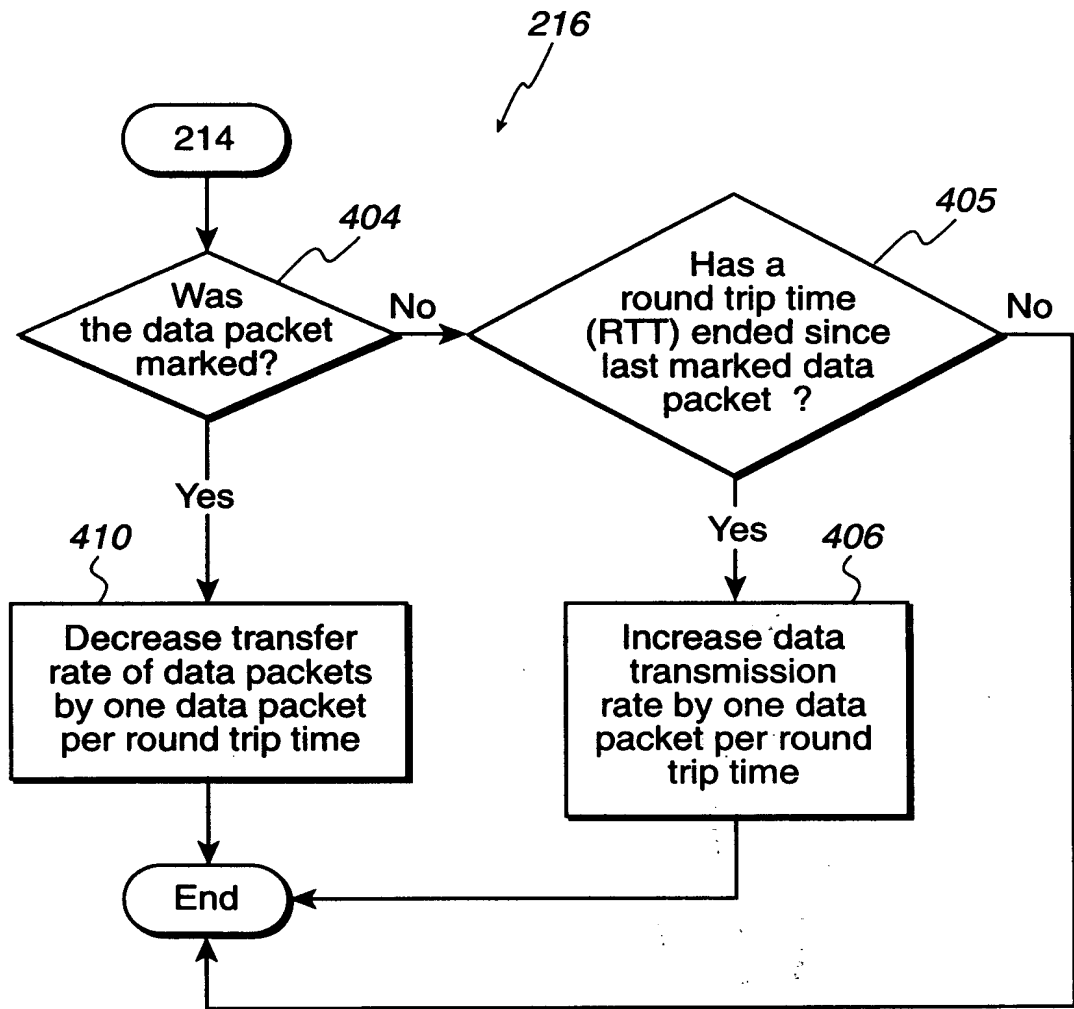 216
214
404
Was
the data packet
marked?
No
405
Has a
round trip time
(RTT) ended since
last marked data
packet ?
No
Yes
410
Decrease transfer
rate of data packets
by one data packet
per round trip time
Yes
406
Increase data
transmission
rate by one data
packet per round
trip time
End